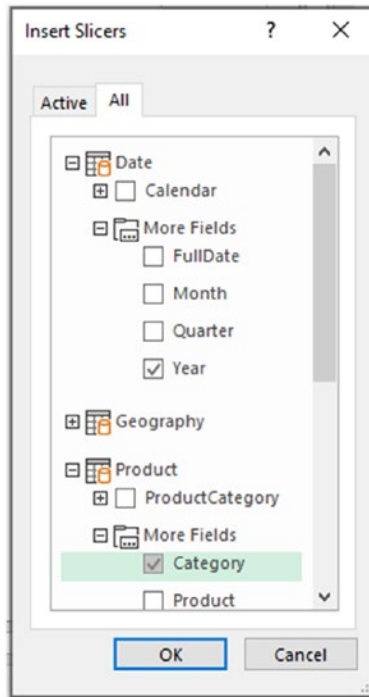 Insert Slicers ?
Active All
Date
Calendar
More Fields
FullDate
Month
Quarter
Year
Geography
Product
ProductCategory
More Fields
Category
Product
OK Cancel